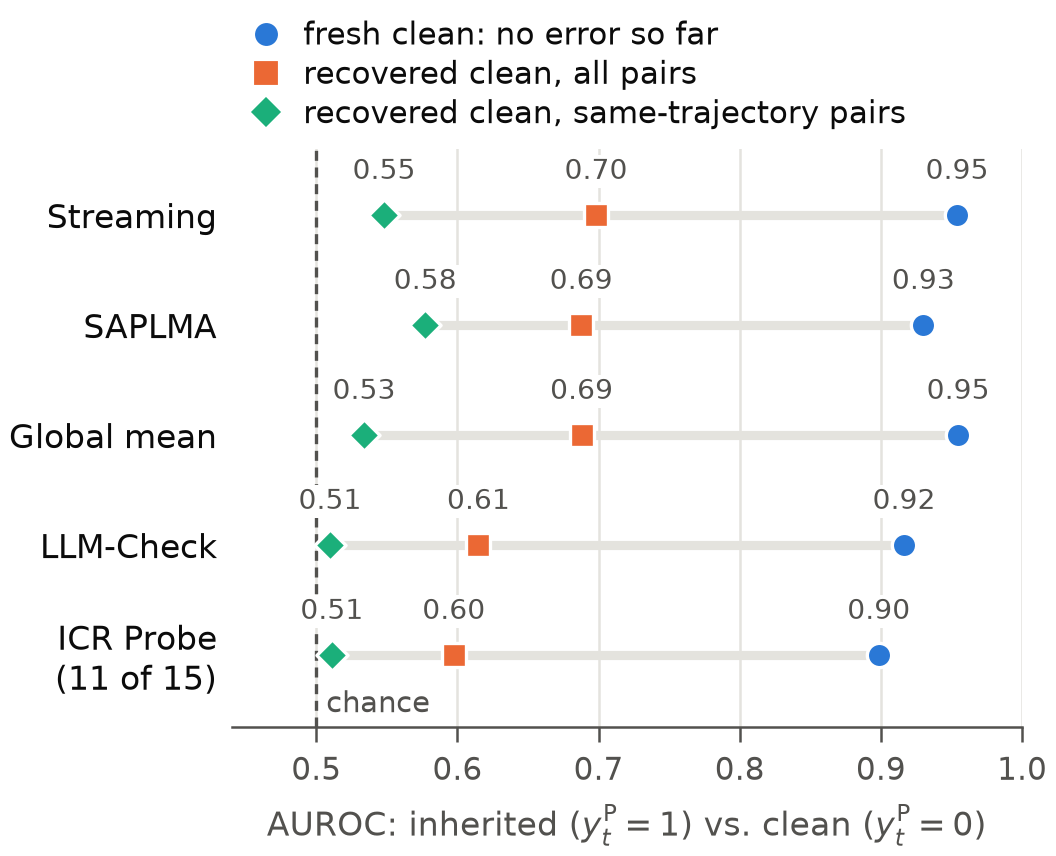 fresh clean: no error so far
recovered clean, all pairs
recovered clean, same-trajectory pairs
0.55 0.70 0.95
Streaming
0.58 0.69 0.93
SAPLMA
0.53 0.69 0.95
Global mean
0.51 0.61 0.92
LLM-Check
0.51 0.60 0.90
ICR Probe
(11 of 15)
chance
0.5 0.6 0.7 0.8 0.9 1.0
AUROC: inherited ($y_t^{\mathrm{P}} = 1$) vs. clean ($y_t^{\mathrm{P}} = 0$)